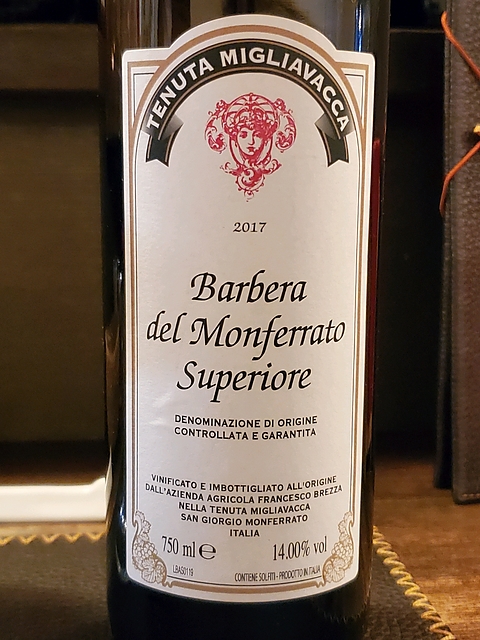 TENUTA MIGLIAVACCA
2017
Barbera
del Monferrato
Superiore
DENOMINAZIONE DI ORIGINE
CONTROLLATA E GARANTITA
VINIFICATO E IMBOTTIGLIATO ALL'ORIGINE
DALL'AZIENDA AGRICOLA FRANCESCO BREZZA
NELLA TENUTA MIGLIAVACCA
SAN GIORGIO MONFERRATO
ITALIA
750 ml ℮ 14.00% vol
LBAS0119 CONTIENE SOLFITI - PRODOTTO IN ITALIA